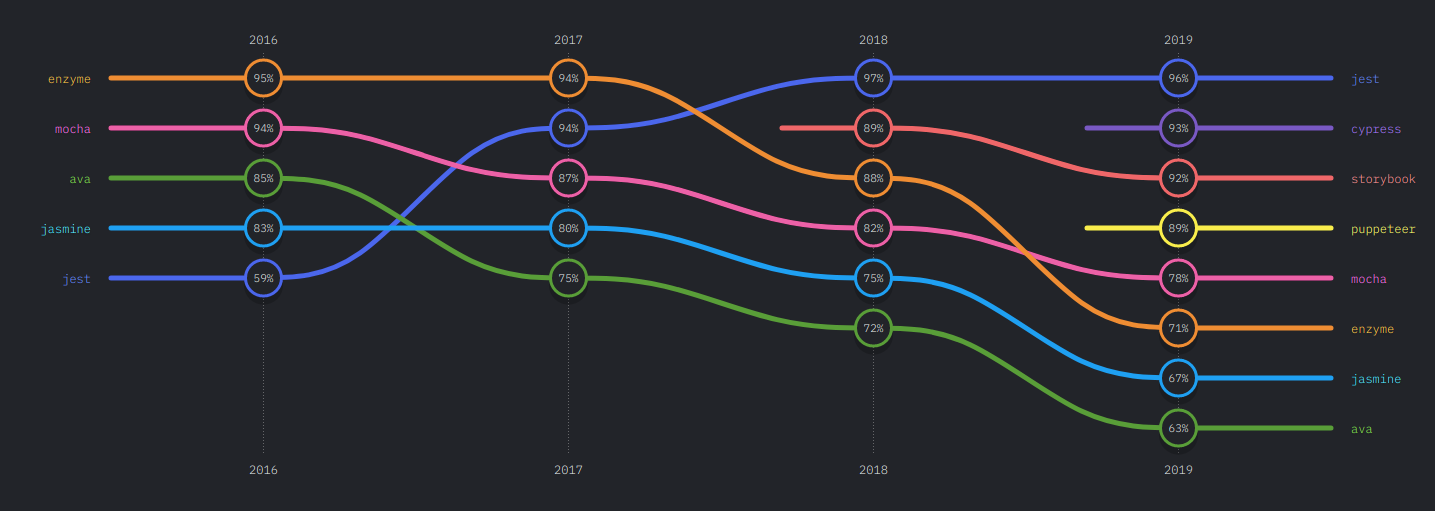 2016 2017 2018 2019
enzyme 95% 94% 97% 96% jest
mocha 94% 94% 89% 93% cypress
ava 85% 87% 88% 92% storybook
jasmine 83% 80% 82% 89% puppeteer
jest 59% 75% 75% 78% mocha
72% 71% enzyme
67% jasmine
63% ava
2016 2017 2018 2019